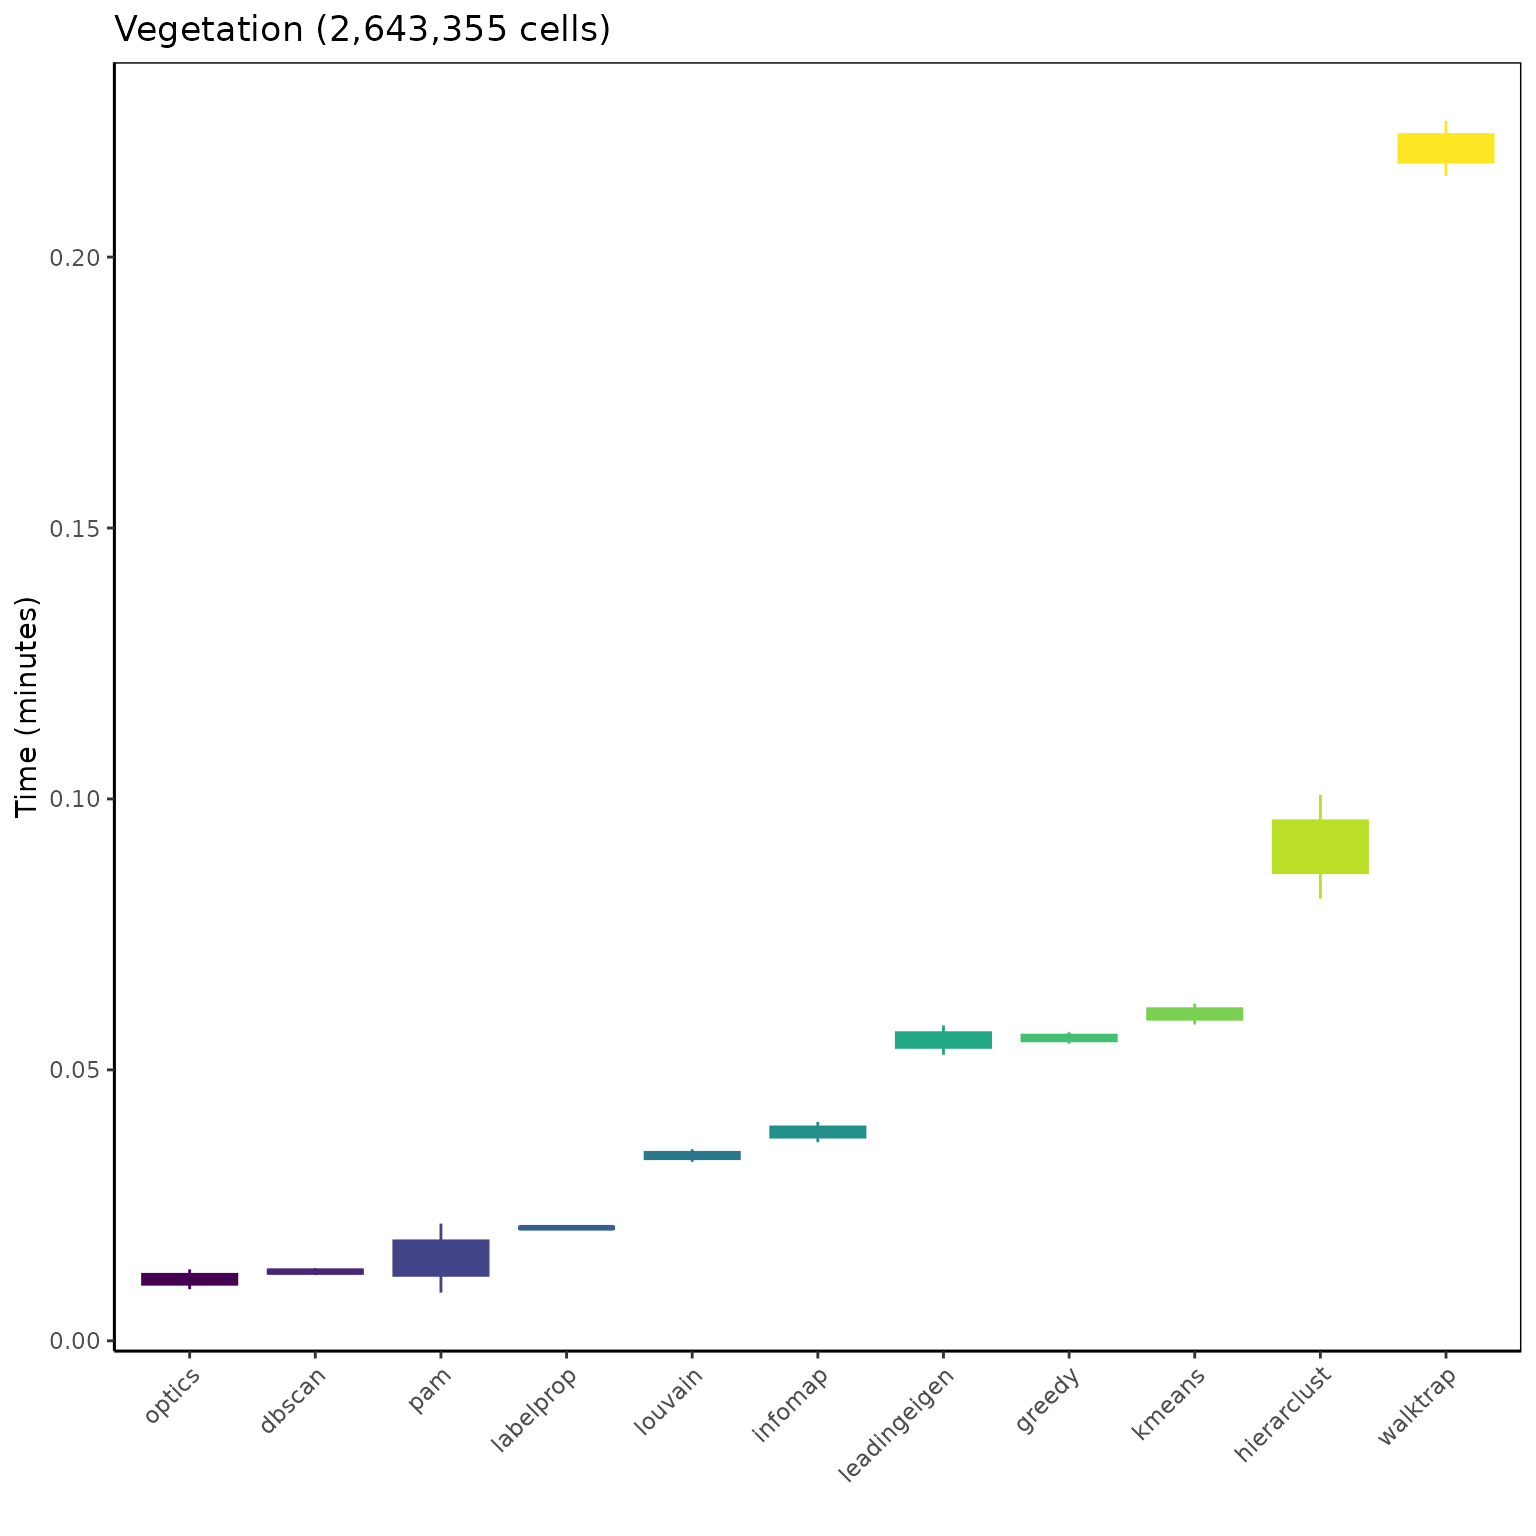 Vegetation (2,643,355 cells)
Time (minutes)
0.20
0.15
0.10
0.05
0.00
optics
dbscan
pam
labelprop
louvain
infomap
leadingeigen
greedy
kmeans
hierarclust
walktrap